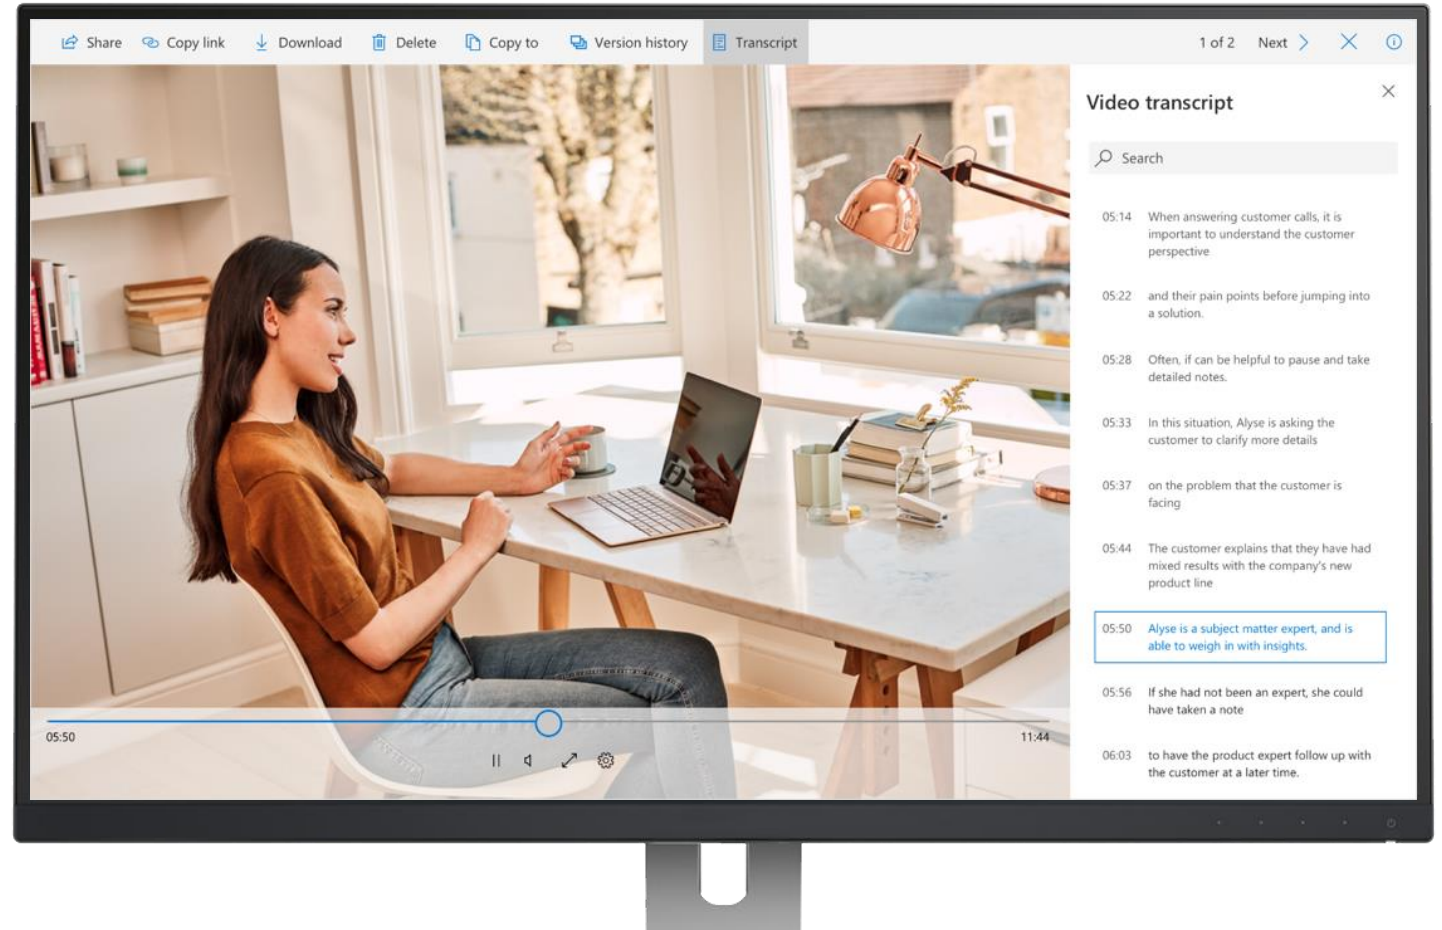 Share Copy link Download Delete Copy to Version history Transcript 1 of 2 Next
Video transcript
Search
05:14 When answering customer calls, it is
important to understand the customer
perspective
05:22 and their pain points before jumping into
a solution.
05:28 Often, if can be helpful to pause and take
detailed notes.
05:33 In this situation, Alyse is asking the
customer to clarify more details
05:37 on the problem that the customer is
facing
05:44 The customer explains that they have had
mixed results with the company's new
product line
05:50 Alyse is a subject matter expert, and is
able to weigh in with insights.
05:56 If she had not been an expert, she could
have taken a note
06:03 to have the product expert follow up with
the customer at a later time.
05:50
11:44